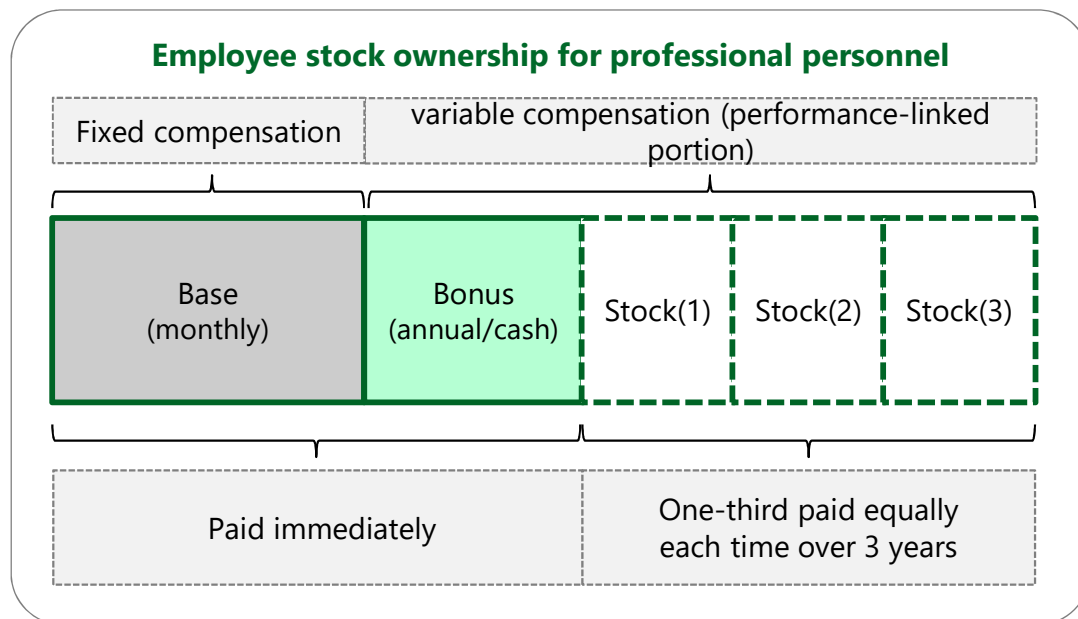 Employee stock ownership for professional personnel
Fixed compensation
variable compensation (performance-linked
portion)
Base
(monthly)
Bonus
(annual/cash)
Stock(1)
Stock(2)
Stock(3)
Paid immediately
One-third paid equally
each time over 3 years